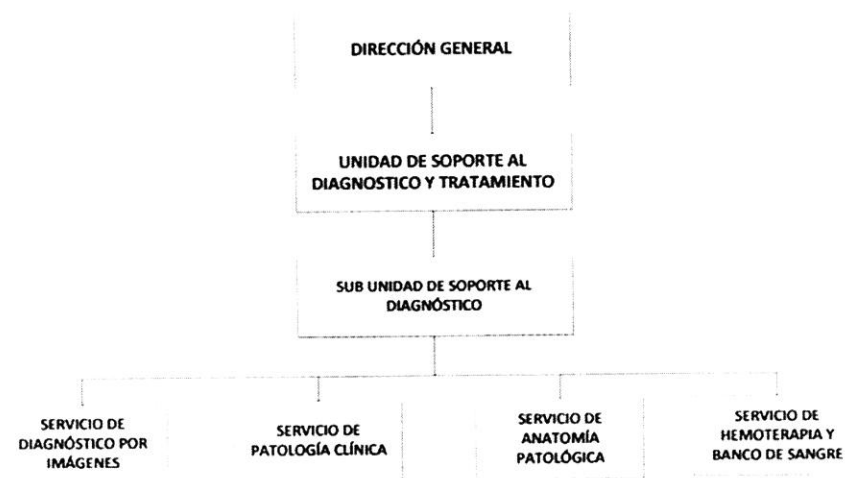 DIRECCIÓN GENERAL
UNIDAD DE SOPORTE AL
DIAGNOSTICO Y TRATAMIENTO
SUB UNIDAD DE SOPORTE AL
DIAGNÓSTICO
SERVICIO DE
DIAGNÓSTICO POR
IMÁGENES
SERVICIO DE
PATOLOGÍA CLÍNICA
SERVICIO DE
ANATOMÍA
PATOLÓGICA
SERVICIO DE
HEMOTERAPIA Y
BANCO DE SANGRE